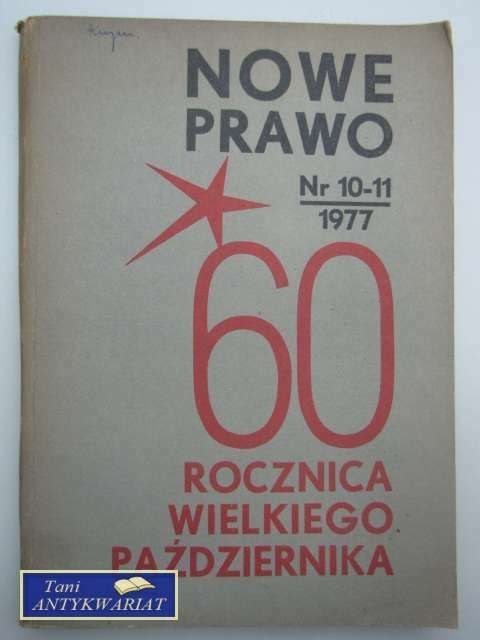 NOWE
PRAWO
Nr 10-11
1977
60
ROCZNICA
WIELKIEGO
PAŹDZIERNIKA
Tani
ANTYKWARIAT